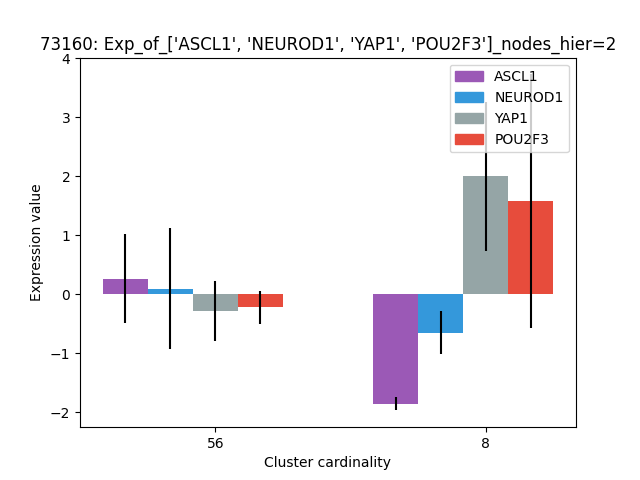 73160: Exp_of_['ASCL1', 'NEUROD1', 'YAP1', 'POU2F3']_nodes_hier=2
ASCL1
NEUROD1
YAP1
POU2F3
4
3
2
1
0
−1
−2
Expression value
56
8
Cluster cardinality